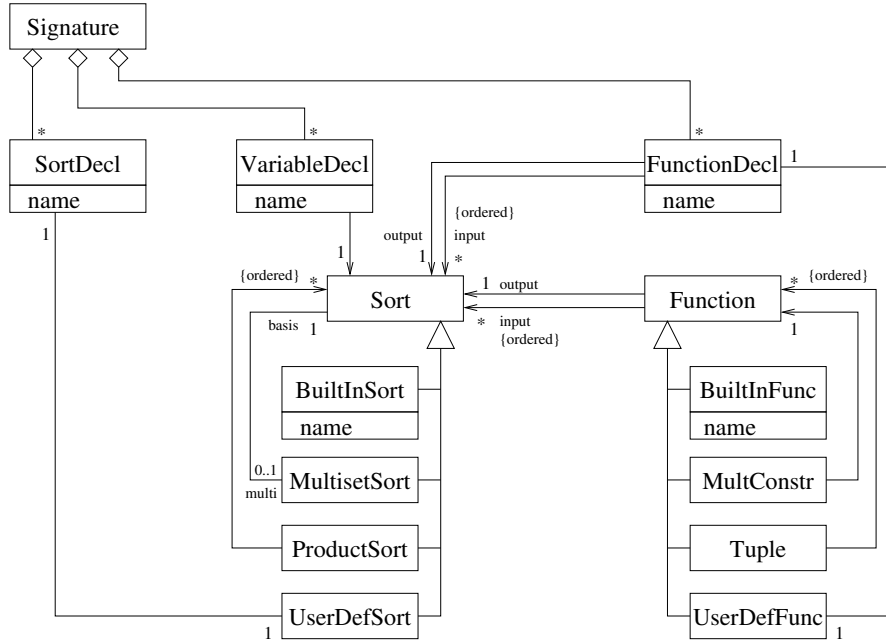 Signature
* * *
SortDecl VariableDecl FunctionDecl 1
name name name
1 {ordered}
output input
1 1 *
{ordered} * Sort 1 output Function * {ordered}
basis 1 * input 1
{ordered}
BuiltInSort BuiltInFunc
name name
0..1 MultisetSort MultConstr
multi
ProductSort Tuple
UserDefSort UserDefFunc
1 1